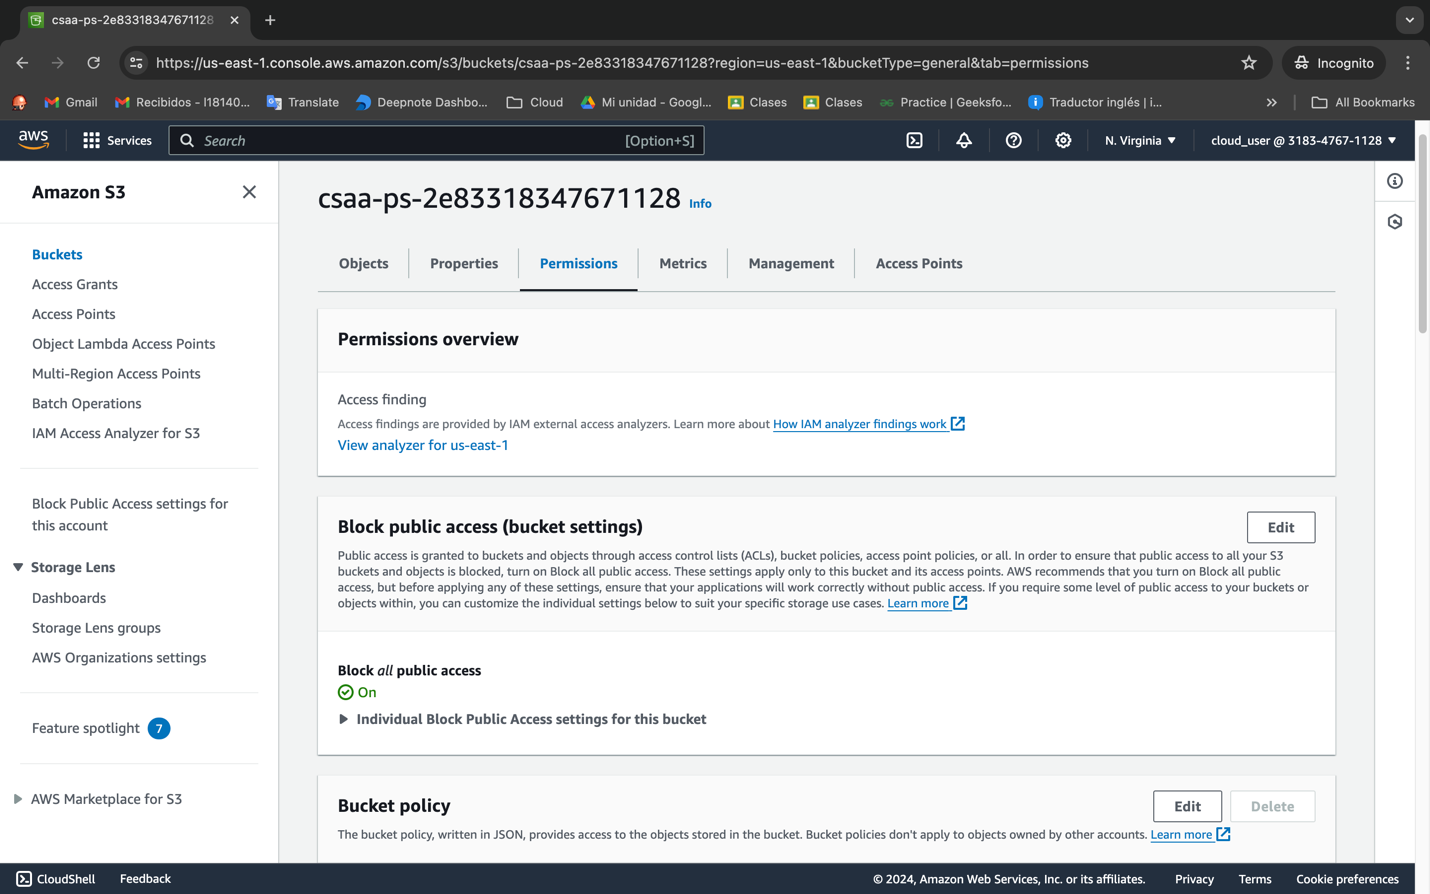 csaa-ps-2e83318347671128
https://us-east-1.console.aws.amazon.com/s3/buckets/csaa-ps-2e83318347671128?region=us-east-1&bucketType=general&tab=permissions
Incognito
Gmail
Recibidos - l18140...
Translate
Deepnote Dashbo...
Cloud
Mi unidad - Googl...
Clases
Clases
Practice | Geeksfo...
Traductor inglés | i...
All Bookmarks
aws
Services
Search
[Option+S]
N. Virginia
cloud_user @ 3183-4767-1128
Amazon S3
Buckets
Access Grants
Access Points
Object Lambda Access Points
Multi-Region Access Points
Batch Operations
IAM Access Analyzer for S3
Block Public Access settings for
this account
Storage Lens
Dashboards
Storage Lens groups
AWS Organizations settings
Feature spotlight 7
AWS Marketplace for S3
csaa-ps-2e83318347671128 Info
Objects
Properties
Permissions
Metrics
Management
Access Points
Permissions overview
Access finding
Access findings are provided by IAM external access analyzers. Learn more about How IAM analyzer findings work
View analyzer for us-east-1
Block public access (bucket settings)
Edit
Public access is granted to buckets and objects through access control lists (ACLs), bucket policies, access point policies, or all. In order to ensure that public access to all your S3
buckets and objects is blocked, turn on Block all public access. These settings apply only to this bucket and its access points. AWS recommends that you turn on Block all public
access, but before applying any of these settings, ensure that your applications will work correctly without public access. If you require some level of public access to your buckets or
objects within, you can customize the individual settings below to suit your specific storage use cases. Learn more
Block all public access
On
Individual Block Public Access settings for this bucket
Bucket policy
Edit
Delete
The bucket policy, written in JSON, provides access to the objects stored in the bucket. Bucket policies don't apply to objects owned by other accounts. Learn more
CloudShell
Feedback
© 2024, Amazon Web Services, Inc. or its affiliates.
Privacy
Terms
Cookie preferences